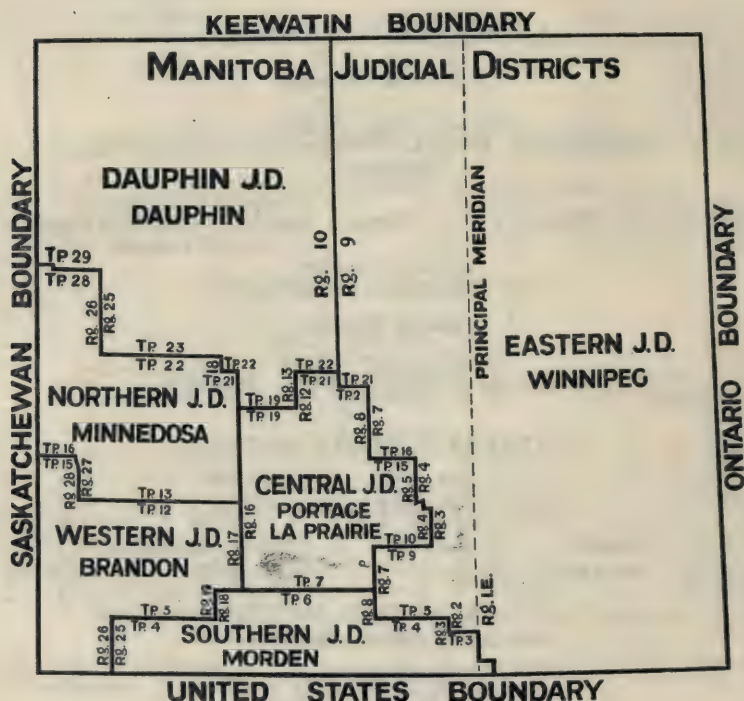 KEEWATIN BOUNDARY
MANITOBA JUDICIAL DISTRICTS
DAUPHIN J.D.
DAUPHIN
SASKATCHEWAN BOUNDARY
Rg. 10
Rg. 9
PRINCIPAL MERIDIAN
ONTARIO BOUNDARY
TP. 29
TP. 28
Rg. 26
Rg. 25
TP. 23
TP. 22
18
TP. 22
TP. 21
Rg. 13
Rg. 12
TP. 22
TP. 21
TP. 21
TP. 2
EASTERN J.D.
WINNIPEG
NORTHERN J.D.
MINNEDOSA
TP. 19
TP. 19
Rg. 8
Rg. 7
TP. 16
TP. 15
Rg. 28
Rg. 27
TP. 16
TP. 15
Rg. 5
Rg. 4
TP. 13
TP. 12
CENTRAL J.D.
PORTAGE
LA PRAIRIE
Rg. 4
Rg. 3
Rg. 17
Rg. 16
WESTERN J.D.
BRANDON
TP. 10
TP. 9
Rg. 8
Rg. 7
TP. 7
TP. 6
Rg. 18
TP. 5
TP. 4
Rg. 26
Rg. 25
SOUTHERN J.D.
MORDEN
TP. 5
TP. 4
Rg. 3
Rg. 2
TP. 3
Rg. 1.E.
UNITED STATES BOUNDARY